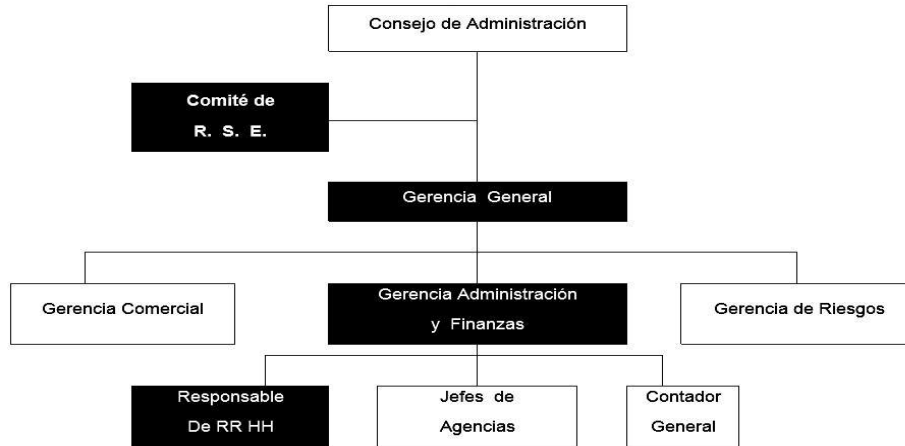 Consejo de Administración
Comité de
R. S. E.
Gerencia General
Gerencia Comercial
Gerencia Administración
y Finanzas
Gerencia de Riesgos
Responsable
De RR HH
Jefes de
Agencias
Contador
General